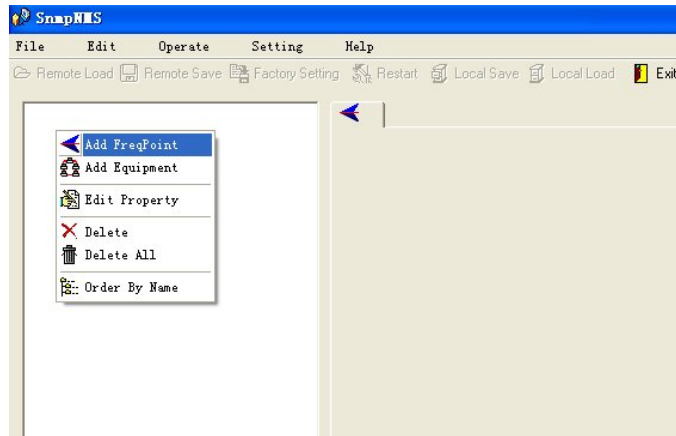 SnmpNMS
File Edit Operate Setting Help
Remote Load Remote Save Factory Setting Restart Local Save Local Load Exit
Add FreqPoint
Add Equipment
Edit Property
Delete
Delete All
Order By Name